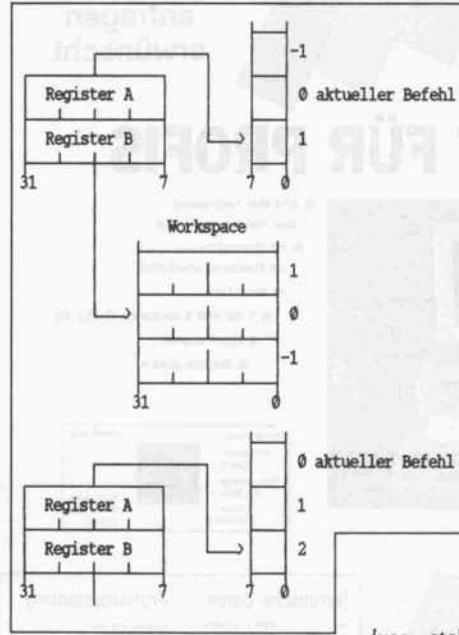 -1
Register A
0 aktueller Befehl
Register
1
31 7 7 0
Workspace
1
0
-1
31 0
0 aktueller Befehl
Register A
1
Register B
2
31 7 7 0